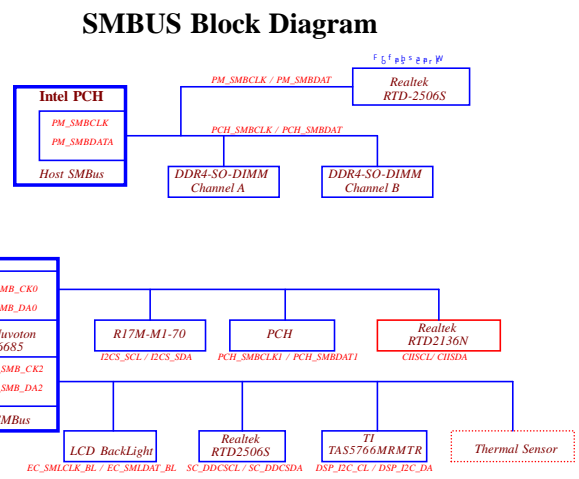 SMBUS Block Diagram
PM_SMBCLK / PM_SMBDAT
Realtek
RTD-2506S
Intel PCH
PM_SMBCLK
PM_SMBDATA
Host SMBus
PCH_SMBCLK / PCH_SMBDAT
DDR4-SO-DIMM
Channel A
DDR4-SO-DIMM
Channel B
SMB_CK0
MB_DA0
uvoton
6685
SMB_CK2
SMB_DA2
MBus
R17M-M1-70
I2CS_SCL / I2CS_SDA
PCH
PCH_SMBCLK1 / PCH_SMBDAT1
Realtek
RTD2136N
CIISCL/ CIISDA
LCD BackLight
EC_SMLCLK_BL / EC_SMLDAT_BL
Realtek
RTD2506S
SC_DDCSCL / SC_DDCSDA
TI
TAS5766MRMTR
DSP_I2C_CL / DSP_I2C_DA
Thermal Sensor